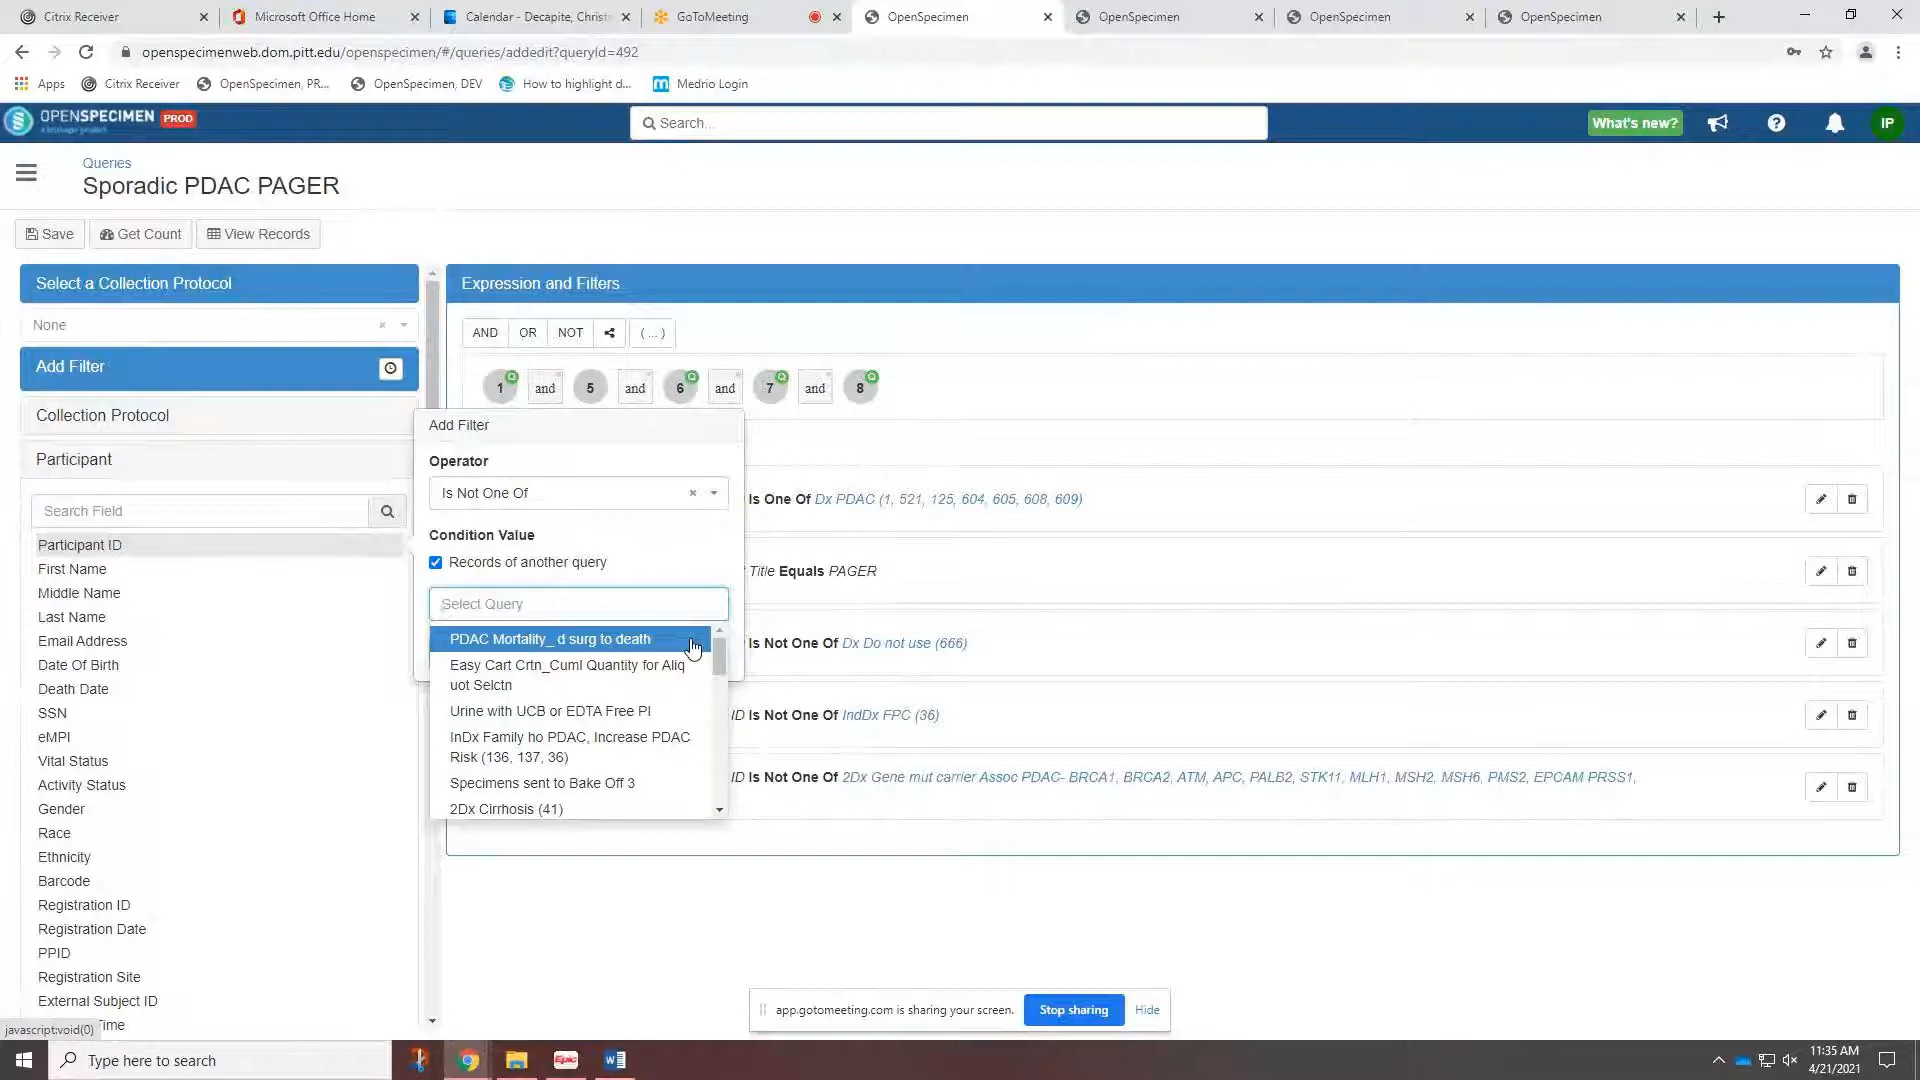 Citrix Receiver
Microsoft Office Home
Calendar - Decapite, Christ
GoToMeeting
OpenSpecimen
OpenSpecimen
OpenSpecimen
OpenSpecimen
openspecimenweb.dom.pitt.edu/openspecimen/#/queries/addedit?queryId=492
Apps
Citrix Receiver
OpenSpecimen, PR...
OpenSpecimen, DEV
How to highlight d...
Medrio Login
OPENSPECIMEN PROD
Search...
What's new?
IP
Queries
Sporadic PDAC PAGER
Save
Get Count
View Records
Select a Collection Protocol
None
Add Filter
Collection Protocol
Participant
Search Field
Participant ID
First Name
Middle Name
Last Name
Email Address
Date Of Birth
Death Date
SSN
eMPI
Vital Status
Activity Status
Gender
Race
Ethnicity
Barcode
Registration ID
Registration Date
PPID
Registration Site
External Subject ID
Time
javascript:void(0)
Expression and Filters
AND OR NOT (...)
1 and 5 and 6 and 7 and 8
Add Filter
Operator
Is Not One Of
Condition Value
Records of another query
Select Query
PDAC Mortality_ d surg to death
Easy Cart Crtn_Cuml Quantity for Aliq
uot Selctn
Urine with UCB or EDTA Free Pl
InDx Family ho PDAC, Increase PDAC
Risk (136, 137, 36)
Specimens sent to Bake Off 3
2Dx Cirrhosis (41)
Is One Of Dx PDAC (1, 521, 125, 604, 605, 608, 609)
Title Equals PAGER
Is Not One Of Dx Do not use (666)
ID Is Not One Of IndDx FPC (36)
ID Is Not One Of 2Dx Gene mut carrier Assoc PDAC- BRCA1, BRCA2, ATM, APC, PALB2, STK11, MLH1, MSH2, MSH6, PMS2, EPCAM PRSS1,
app.gotomeeting.com is sharing your screen.
Stop sharing
Hide
Type here to search
Epic
11:35 AM
4/21/2021